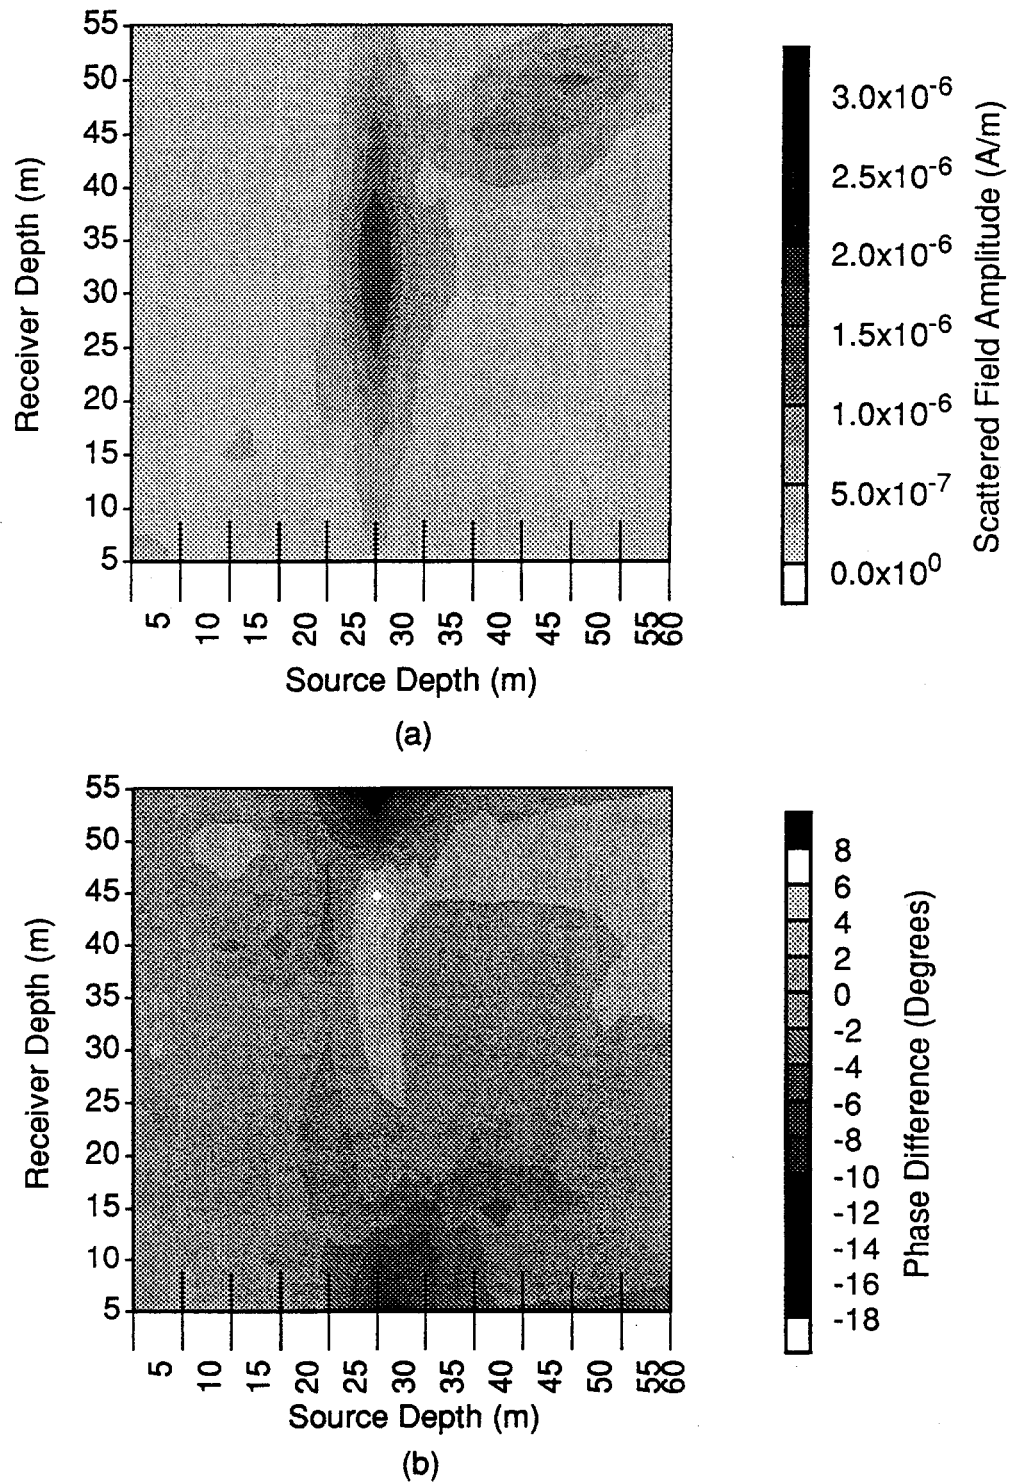 55
50
45
40
35
30
25
20
15
10
5
Receiver Depth (m)
5 10 15 20 25 30 35 40 45 50 55 60
Source Depth (m)
3.0x10⁻⁶
2.5x10⁻⁶
2.0x10⁻⁶
1.5x10⁻⁶
1.0x10⁻⁶
5.0x10⁻⁷
0.0x10⁰
Scattered Field Amplitude (A/m)
(a)
55
50
45
40
35
30
25
20
15
10
5
Receiver Depth (m)
5 10 15 20 25 30 35 40 45 50 55 60
Source Depth (m)
8
6
4
2
0
-2
-4
-6
-8
-10
-12
-14
-16
-18
Phase Difference (Degrees)
(b)